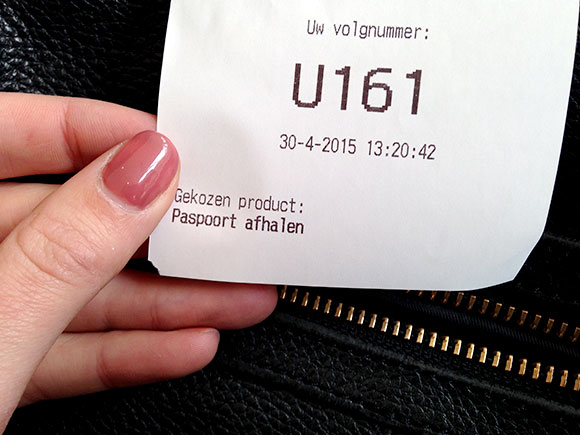 Uw volgnummer:
U161
30-4-2015 13:20:42
Gekozen product:
Paspoort afhalen